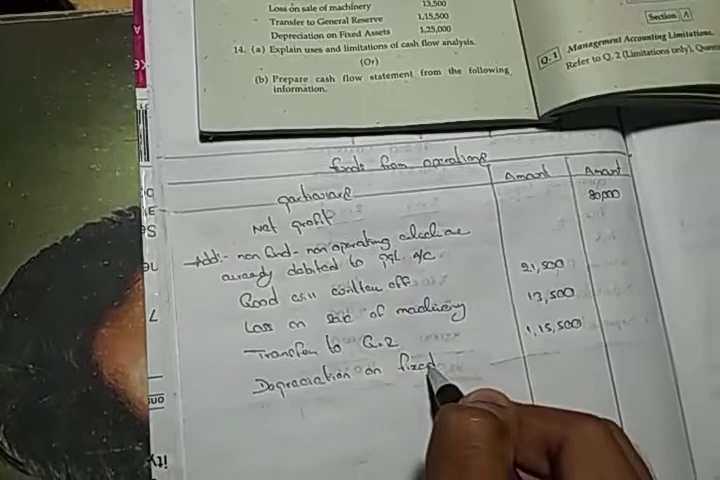 Loss on sale of machinery 13,500
Transfer to General Reserve 1,15,500
Depreciation on Fixed Assets 1,25,000
14. (a) Explain uses and limitations of cash flow analysis.
(Or)
(b) Prepare cash flow statement from the following
information.
Section A
Q.1 Management Accounting Limitations.
Refer to Q. 2 (Limitations only),
funds from operations
Amount Amount
Net profit 80,000
Add:- non fund- non operating
already debited to P&L A/c
Good will written off 21,500
Loss on sale of machinery 13,500
Transfer to G.R 1,15,500
Depreciation on fixed